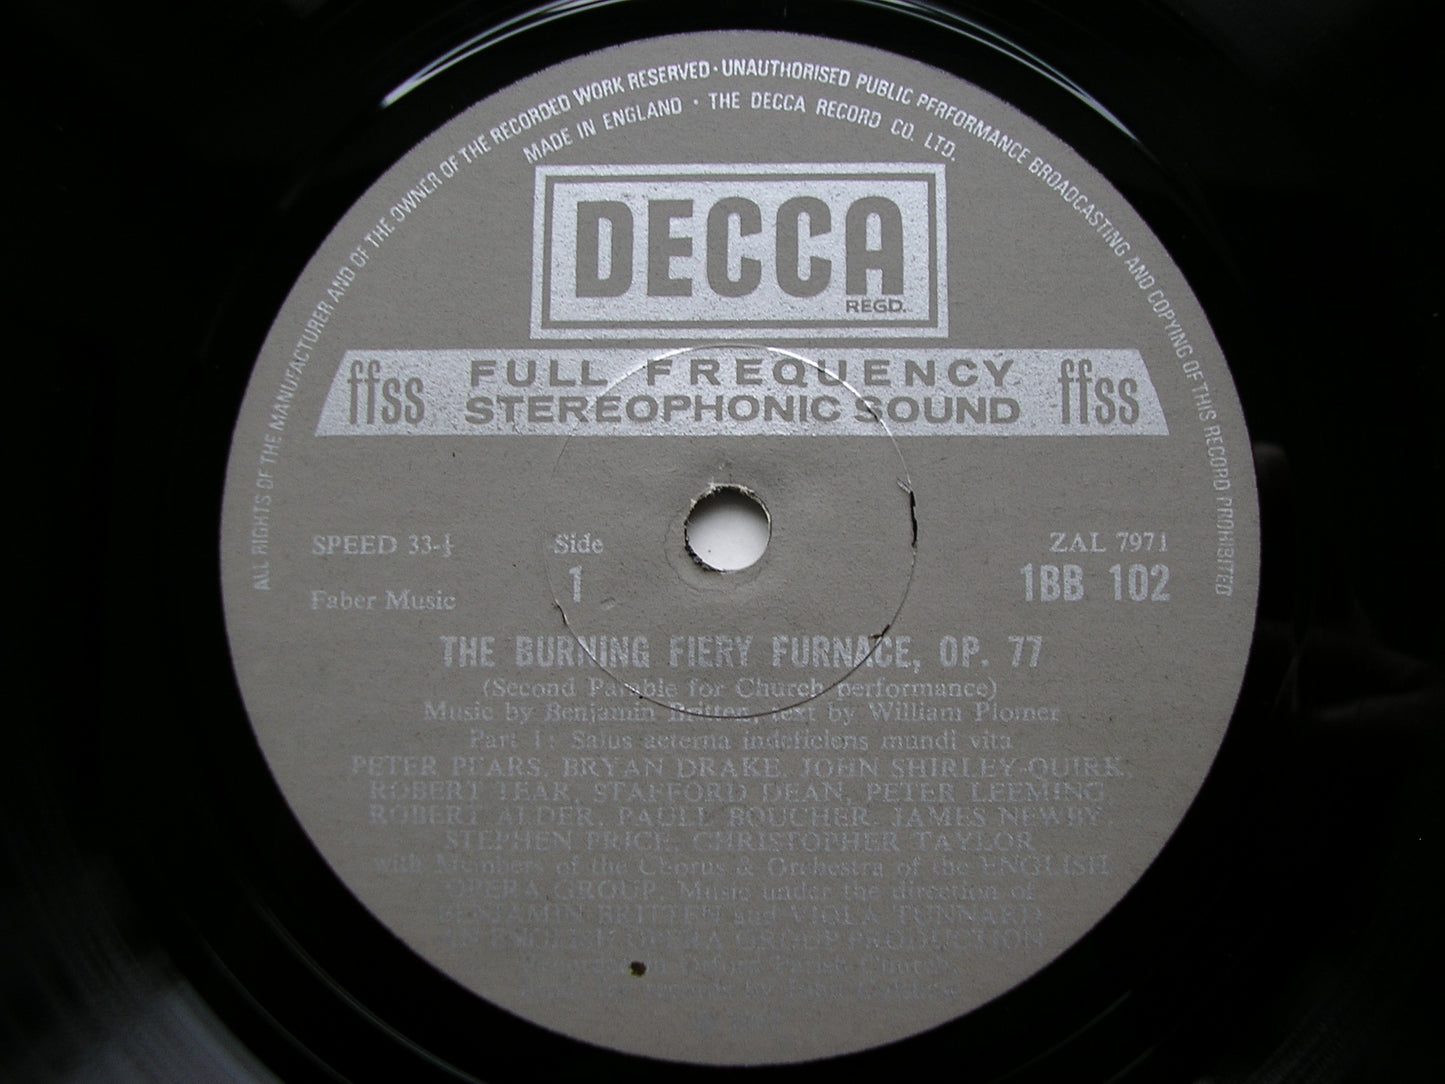 ALL RIGHTS OF THE MANUFACTURER AND OF THE OWNER OF THE RECORDED WORK RESERVED · UNAUTHORISED PUBLIC PERFORMANCE BROADCASTING AND COPYING OF THIS RECORD PROHIBITED
MADE IN ENGLAND · THE DECCA RECORD CO. LTD.
DECCA
REGD.
ffss FULL FREQUENCY STEREOPHONIC SOUND ffss
SPEED 33-⅓ Side ZAL 7971
Faber Music 1 1BB 102
THE BURNING FIERY FURNACE, OP. 77
(Second Parable for Church performance)
Music by Benjamin Britten, text by William Plomer
Part 1: Salus aeterna indeficiens mundi vita
PETER PEARS, BRYAN DRAKE, JOHN SHIRLEY-QUIRK,
ROBERT TEAR, STAFFORD DEAN, PETER LEEMING
ROBERT ALDER, PAULL BOUCHER, JAMES NEWBY
STEPHEN PRICE, CHRISTOPHER TAYLOR
with Members of the Chorus & Orchestra of the ENGLISH
OPERA GROUP. Music under the direction of
BENJAMIN BRITTEN and VIOLA TUNNARD
ENGLISH OPERA GROUP PRODUCTION